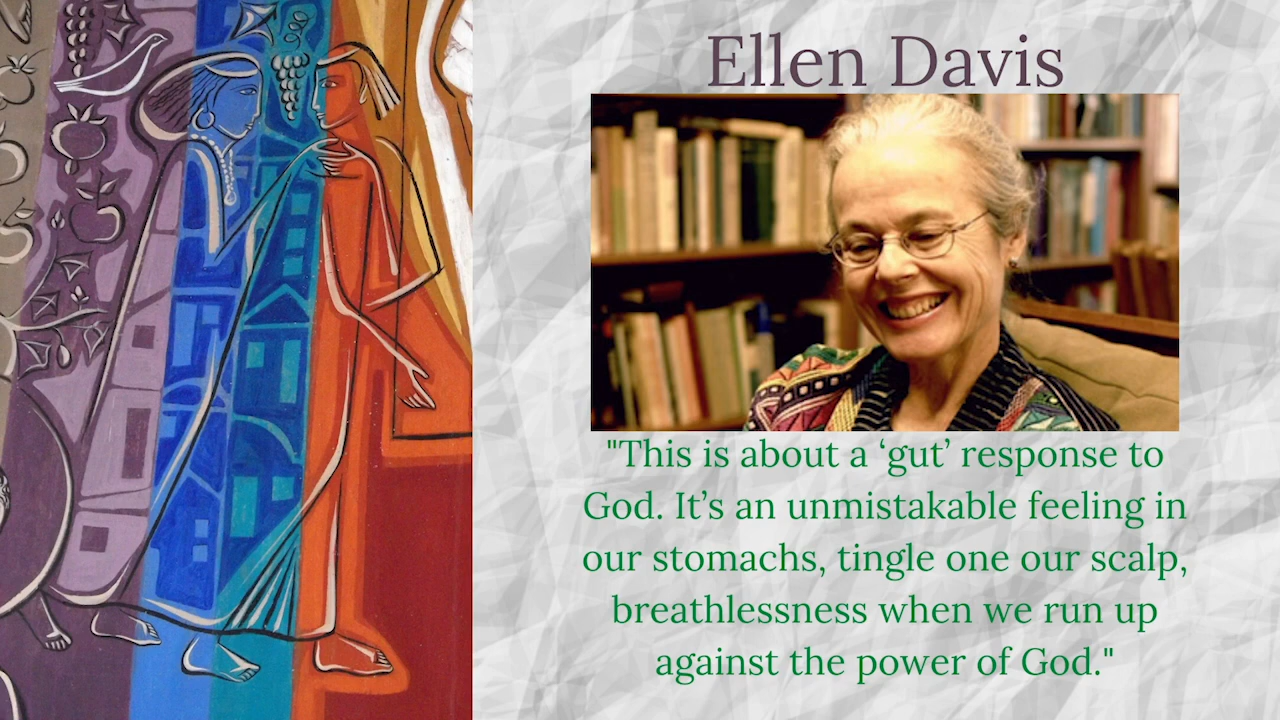 Ellen Davis
"This is about a ‘gut’ response to
God. It’s an unmistakable feeling in
our stomachs, tingle one our scalp,
breathlessness when we run up
against the power of God."